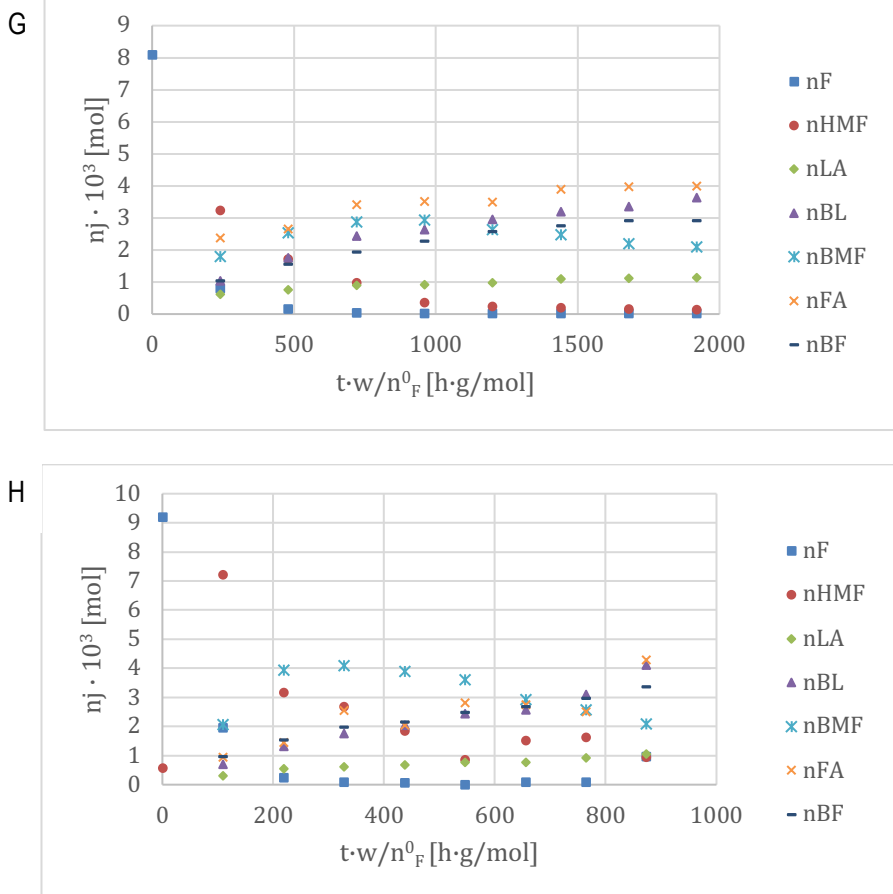 G
9
8
7
6
5
4
3
2
1
0
nj · 10³ [mol]
0 500 1000 1500 2000
t·w/n⁰F [h·g/mol]
nF
nHMF
nLA
nBL
nBMF
nFA
nBF
H
10
9
8
7
6
5
4
3
2
1
0
nj · 10³ [mol]
0 200 400 600 800 1000
t·w/n⁰F [h·g/mol]
nF
nHMF
nLA
nBL
nBMF
nFA
nBF